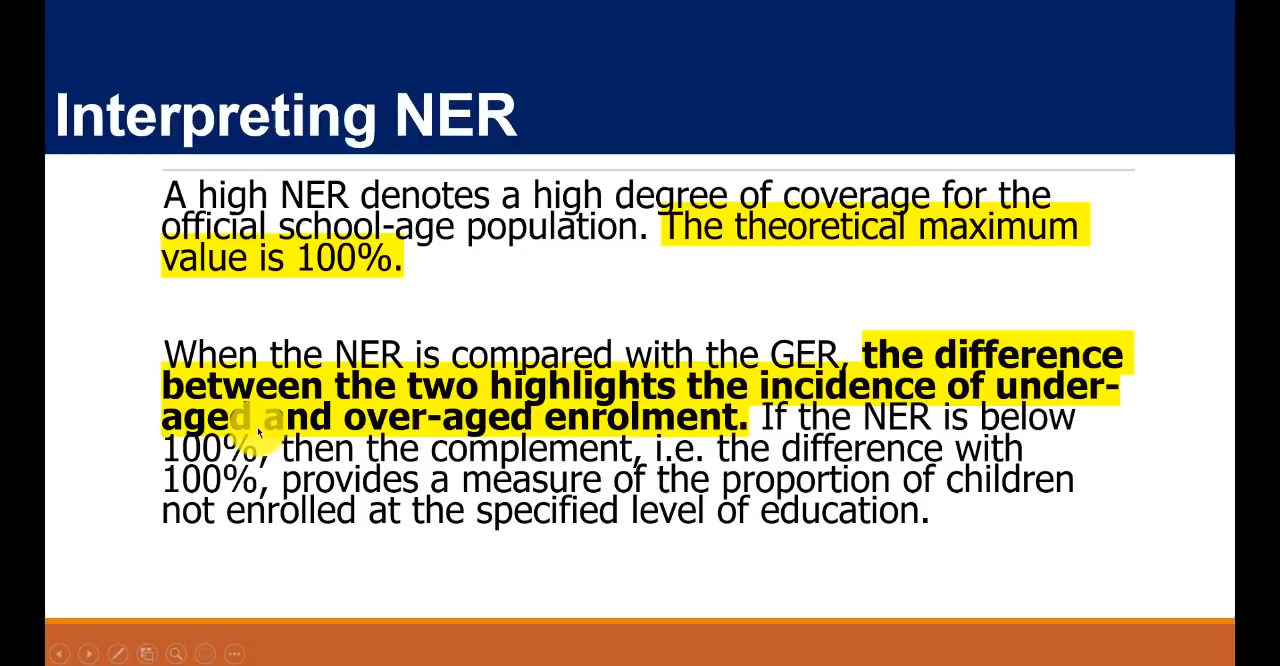 Interpreting NER
A high NER denotes a high degree of coverage for the
official school-age population. The theoretical maximum
value is 100%.
When the NER is compared with the GER, the difference
between the two highlights the incidence of under-
aged and over-aged enrolment. If the NER is below
100%, then the complement, i.e. the difference with
100%, provides a measure of the proportion of children
not enrolled at the specified level of education.